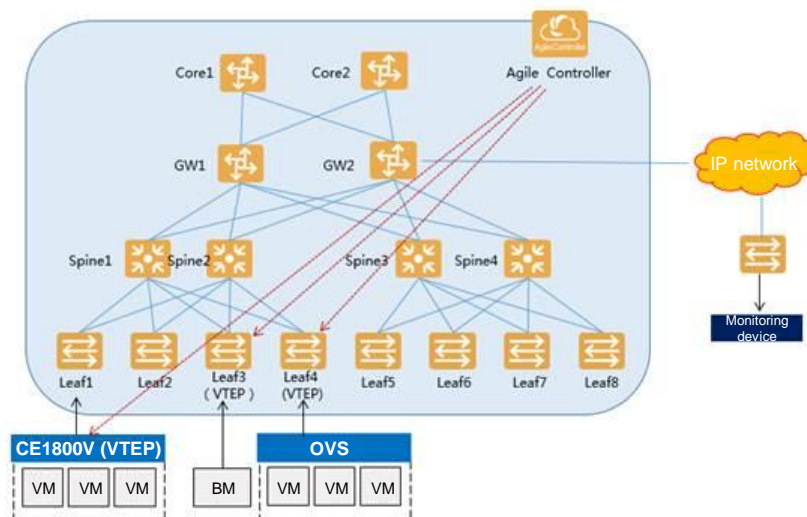 AgileController
Core1
Core2
Agile Controller
GW1
GW2
IP network
Spine1
Spine2
Spine3
Spine4
Monitoring
device
Leaf1
Leaf2
Leaf3
(VTEP)
Leaf4
(VTEP)
Leaf5
Leaf6
Leaf7
Leaf8
CE1800V (VTEP)
OVS
VM
VM
VM
BM
VM
VM
VM